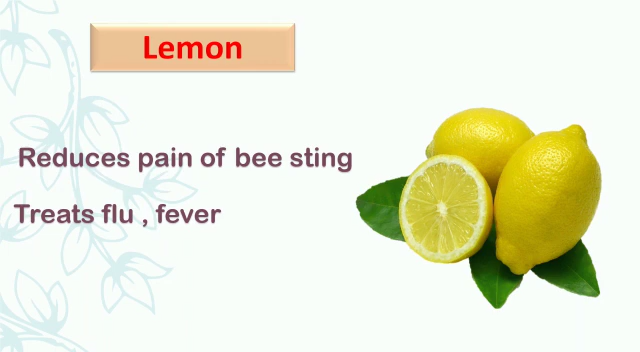 Lemon
Reduces pain of bee sting
Treats flu , fever